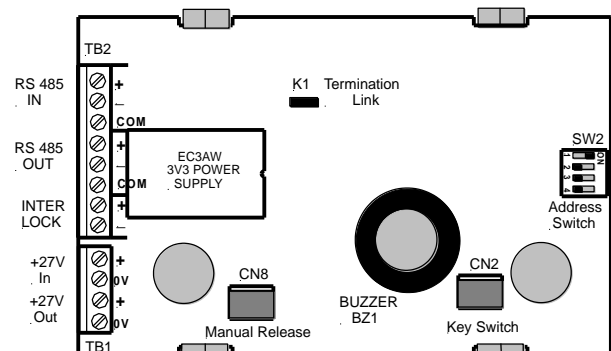 TB2
RS 485
IN
+
–
COM
RS 485
OUT
+
–
COM
INTER
LOCK
+
–
+27V
In
+
0V
+27V
Out
+
0V
TB1
K1 Termination
Link
EC3AW
3V3 POWER
SUPPLY
SW2
ON
1
2
3
4
Address
Switch
CN8
Manual Release
BUZZER
BZ1
CN2
Key Switch